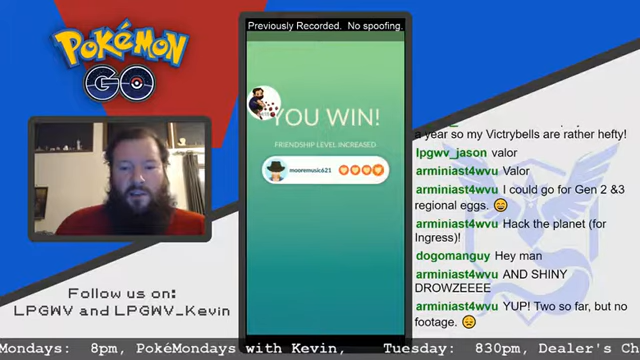 POKéMON
GO
Previously Recorded. No spoofing.
YOU WIN!
FRIENDSHIP LEVEL INCREASED
mooremusic621
a year so my Victrybells are rather hefty!
lpgwv_jason valor
arminiast4wvu Valor
arminiast4wvu I could go for Gen 2 &3
regional eggs.
arminiast4wvu Hack the planet (for
Ingress)!
dogomanguy Hey man
arminiast4wvu AND SHINY
DROWZEEEE
arminiast4wvu YUP! Two so far, but no
footage.
Follow us on:
LPGWV and LPGWV_Kevin
Mondays: 8pm, PokéMondays with Kevin, Tuesday: 830pm, Dealer's Ch